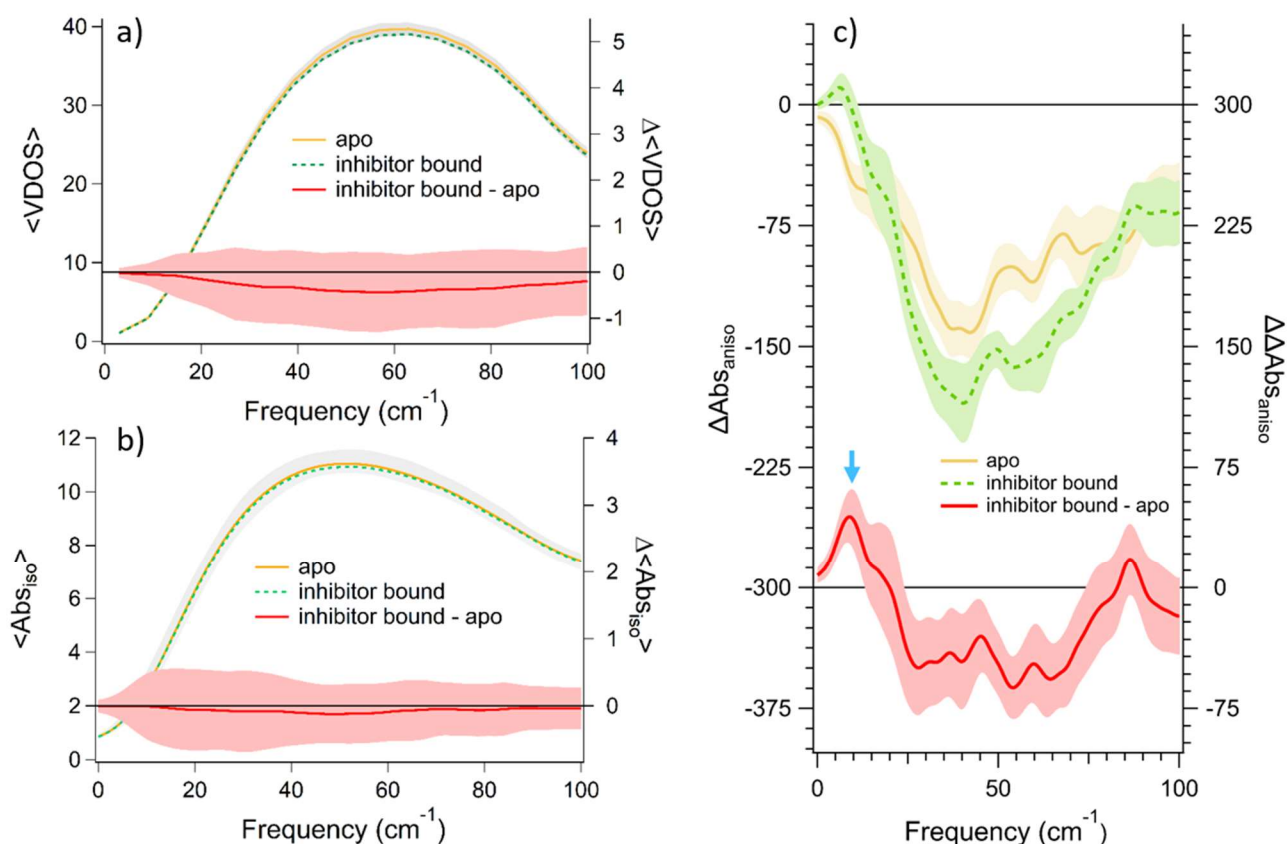 a)
40
30
20
10
0
<VDOS>
5
4
3
2
1
0
-1
Δ<VDOS>
apo
inhibitor bound
inhibitor bound - apo
0
20
40
60
80
100
Frequency (cm⁻¹)
b)
12
10
8
6
4
2
0
<Abs_iso>
4
3
2
1
0
Δ<Abs_iso>
apo
inhibitor bound
inhibitor bound - apo
0
20
40
60
80
100
Frequency (cm⁻¹)
c)
0
-75
-150
-225
-300
-375
ΔAbs_aniso
300
225
150
75
0
-75
ΔΔAbs_aniso
apo
inhibitor bound
inhibitor bound - apo
0
50
100
Frequency (cm⁻¹)